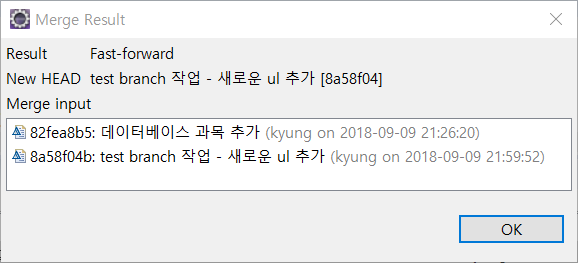 Merge Result
Result Fast-forward
New HEAD test branch 작업 - 새로운 ul 추가 [8a58f04]
Merge input
82fea8b5: 데이터베이스 과목 추가 (kyung on 2018-09-09 21:26:20)
8a58f04b: test branch 작업 - 새로운 ul 추가 (kyung on 2018-09-09 21:59:52)
OK